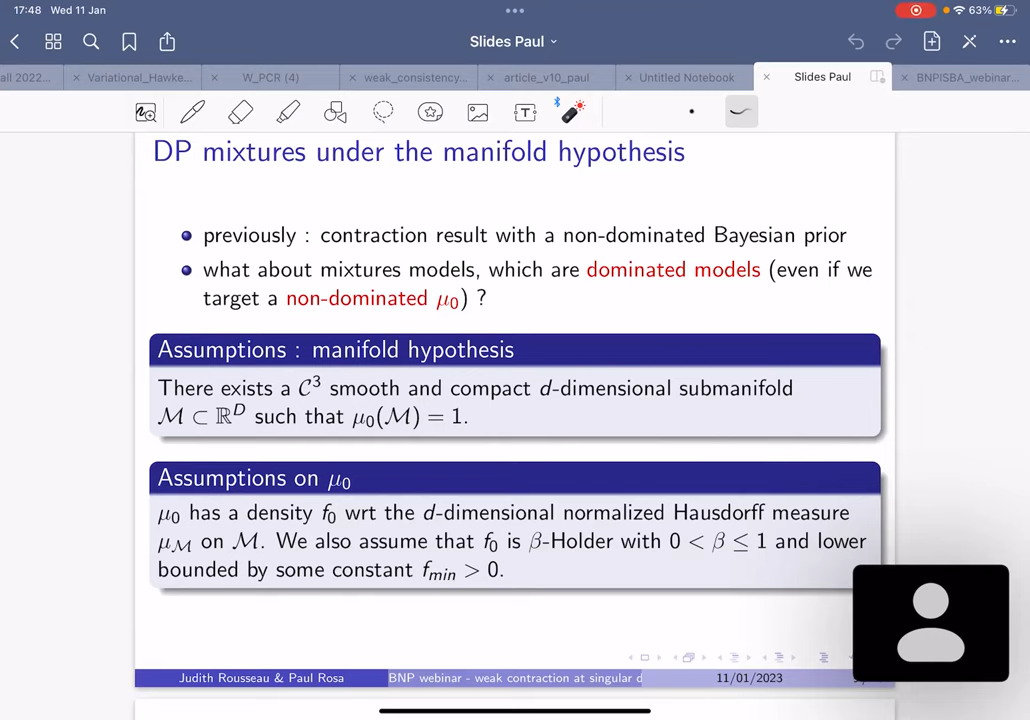 17:48 Wed 11 Jan
63%
Slides Paul
all 2022...
Variational_Hawke...
W_PCR (4)
weak_consistency...
article_v10_paul
Untitled Notebook
Slides Paul
BNPISBA_webinar...
DP mixtures under the manifold hypothesis
previously : contraction result with a non-dominated Bayesian prior
what about mixtures models, which are dominated models (even if we
target a non-dominated μ₀) ?
Assumptions : manifold hypothesis
There exists a 𝒞³ smooth and compact d-dimensional submanifold
ℳ ⊂ ℝᴰ such that μ₀(ℳ) = 1.
Assumptions on μ₀
μ₀ has a density f₀ wrt the d-dimensional normalized Hausdorff measure
μ_ℳ on ℳ. We also assume that f₀ is β-Holder with 0 < β ≤ 1 and lower
bounded by some constant f_min > 0.
Judith Rousseau & Paul Rosa
BNP webinar - weak contraction at singular d
11/01/2023